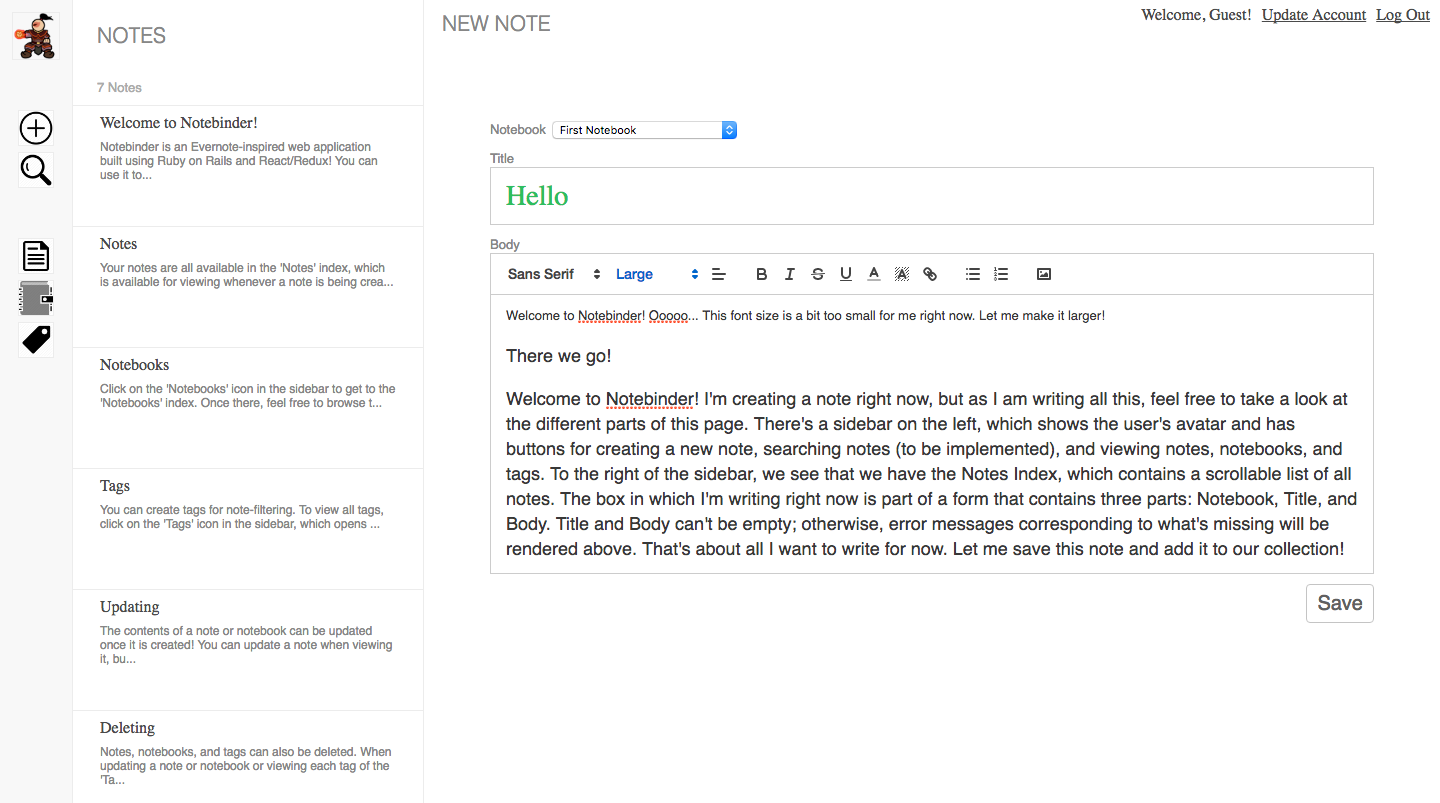 NOTES
7 Notes
Welcome to Notebinder!
Notebinder is an Evernote-inspired web application
built using Ruby on Rails and React/Redux! You can
use it to...
Notes
Your notes are all available in the 'Notes' index, which
is available for viewing whenever a note is being crea...
Notebooks
Click on the 'Notebooks' icon in the sidebar to get to the
'Notebooks' index. Once there, feel free to browse t...
Tags
You can create tags for note-filtering. To view all tags,
click on the 'Tags' icon in the sidebar, which opens ...
Updating
The contents of a note or notebook can be updated
once it is created! You can update a note when viewing
it, bu...
Deleting
Notes, notebooks, and tags can also be deleted. When
updating a note or notebook or viewing each tag of the
'Ta...
NEW NOTE
Welcome, Guest! Update Account Log Out
Notebook First Notebook
Title
Hello
Body
Sans Serif Large
Welcome to Notebinder! Ooooo... This font size is a bit too small for me right now. Let me make it larger!
There we go!
Welcome to Notebinder! I'm creating a note right now, but as I am writing all this, feel free to take a look at
the different parts of this page. There's a sidebar on the left, which shows the user's avatar and has
buttons for creating a new note, searching notes (to be implemented), and viewing notes, notebooks, and
tags. To the right of the sidebar, we see that we have the Notes Index, which contains a scrollable list of all
notes. The box in which I'm writing right now is part of a form that contains three parts: Notebook, Title, and
Body. Title and Body can't be empty; otherwise, error messages corresponding to what's missing will be
rendered above. That's about all I want to write for now. Let me save this note and add it to our collection!
Save